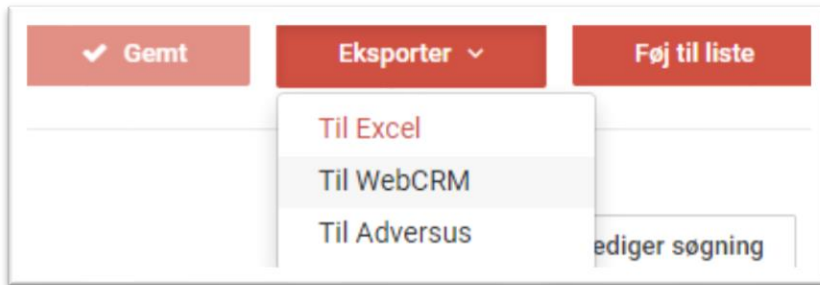 Gemt Eksporter Føj til liste
Til Excel
Til WebCRM
Til Adversus
ediger søgning